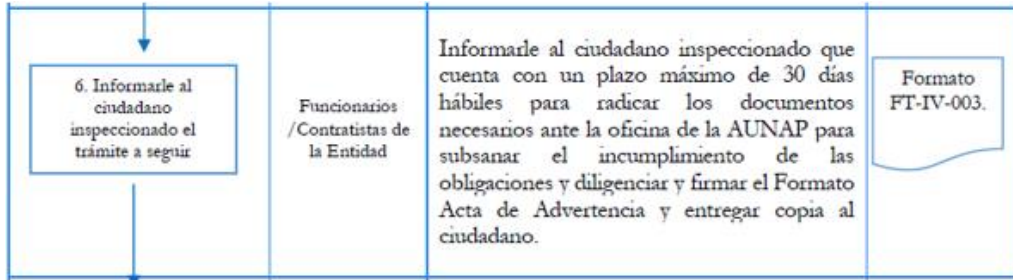 6. Informarle al
ciudadano
inspeccionado el
trámite a seguir
Funcionarios
/Contratistas de
la Entidad
Informarle al ciudadano inspeccionado que
cuenta con un plazo máximo de 30 días
hábiles para radicar los documentos
necesarios ante la oficina de la AUNAP para
subsanar el incumplimiento de las
obligaciones y diligenciar y firmar el Formato
Acta de Advertencia y entregar copia al
ciudadano.
Formato
FT-IV-003.